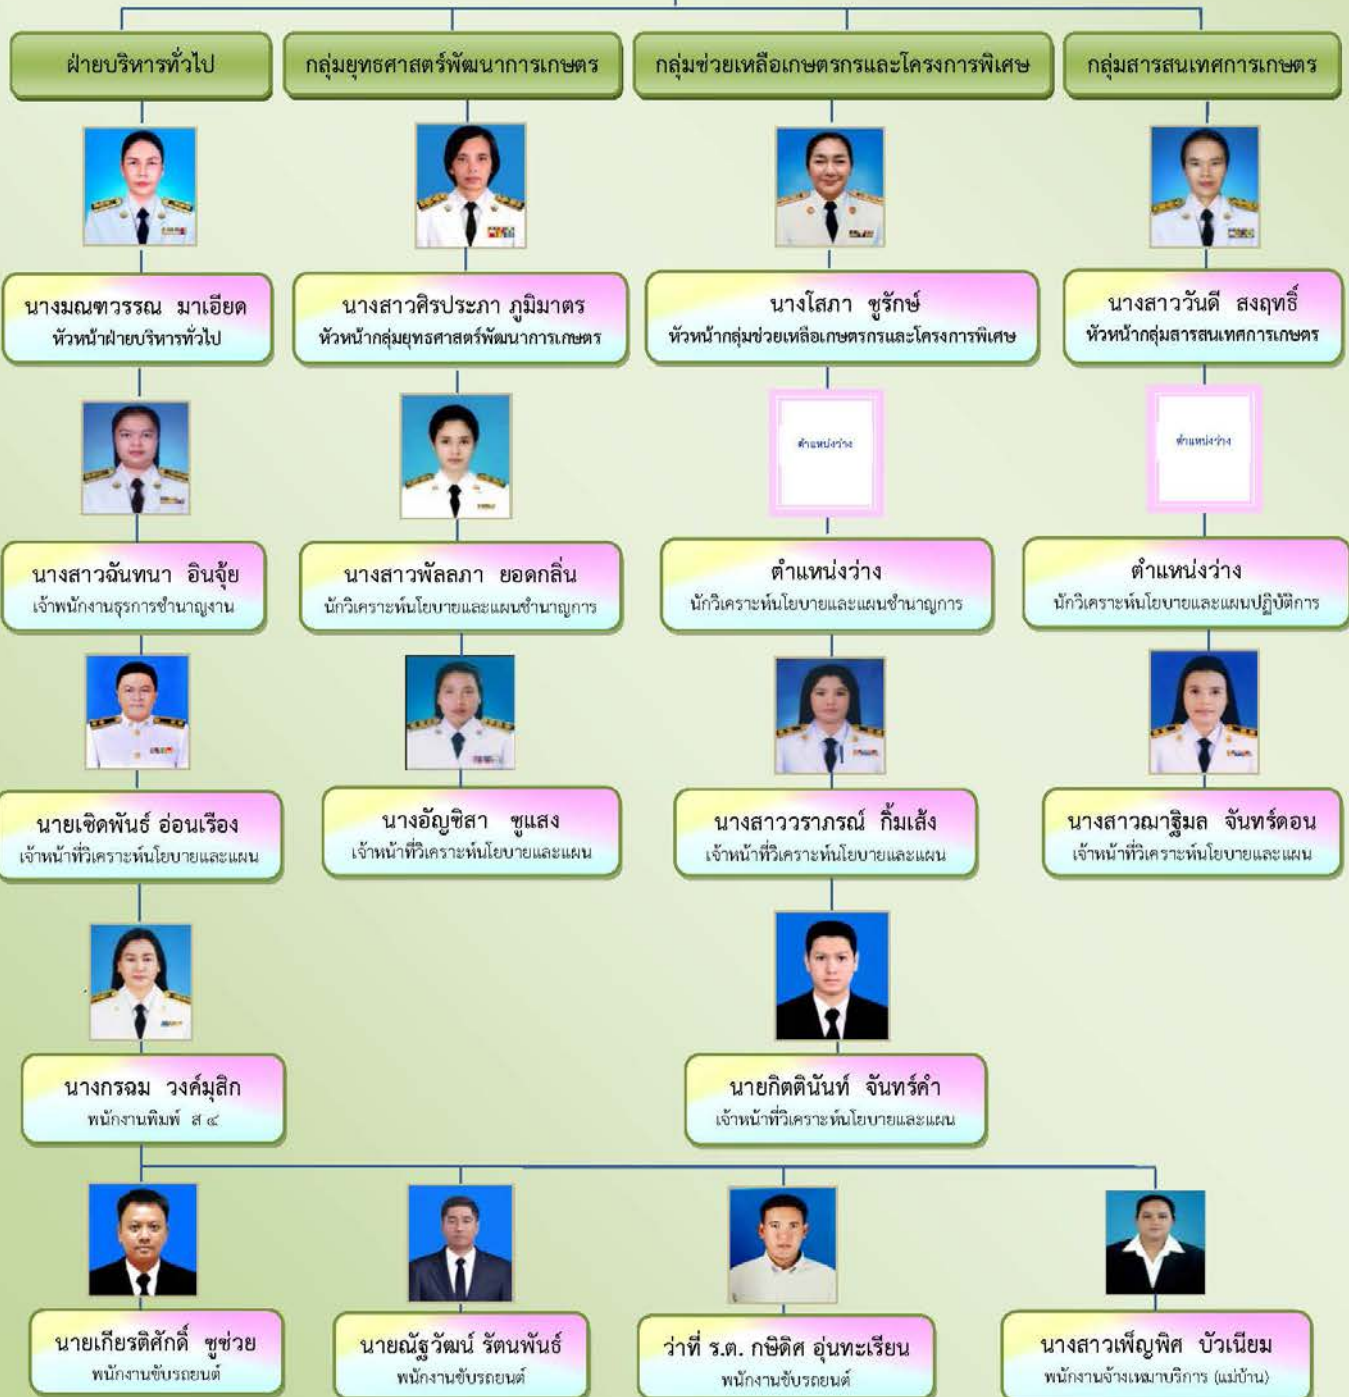 ฝ่ายบริหารทั่วไป
กลุ่มยุทธศาสตร์พัฒนาการเกษตร
กลุ่มช่วยเหลือเกษตรกรและโครงการพิเศษ
กลุ่มสารสนเทศการเกษตร
นางมณฑวรรณ มาเอียด
หัวหน้าฝ่ายบริหารทั่วไป
นางสาวศิรประภา ภูมิมาตร
หัวหน้ากลุ่มยุทธศาสตร์พัฒนาการเกษตร
นางโสภา ชูรักษ์
หัวหน้ากลุ่มช่วยเหลือเกษตรกรและโครงการพิเศษ
นางสาววันดี สงฤทธิ์
หัวหน้ากลุ่มสารสนเทศการเกษตร
ตำแหน่งว่าง
ตำแหน่งว่าง
นางสาวฉันทนา อินจุ้ย
เจ้าพนักงานธุรการชำนาญงาน
นางสาวพัลลภา ยอดกลิ่น
นักวิเคราะห์นโยบายและแผนชำนาญการ
ตำแหน่งว่าง
นักวิเคราะห์นโยบายและแผนชำนาญการ
ตำแหน่งว่าง
นักวิเคราะห์นโยบายและแผนปฏิบัติการ
นายเชิดพันธ์ อ่อนเรือง
เจ้าหน้าที่วิเคราะห์นโยบายและแผน
นางอัญชิสา ชูแสง
เจ้าหน้าที่วิเคราะห์นโยบายและแผน
นางสาววราภรณ์ กิ้มเส้ง
เจ้าหน้าที่วิเคราะห์นโยบายและแผน
นางสาวฌาฐิมล จันทร์ดอน
เจ้าหน้าที่วิเคราะห์นโยบายและแผน
นางกรฉม วงค์มุสิก
พนักงานพิมพ์ ส ๔
นายกิตตินันท์ จันทร์คำ
เจ้าหน้าที่วิเคราะห์นโยบายและแผน
นายเกียรติศักดิ์ ชูช่วย
พนักงานขับรถยนต์
นายณัฐวัฒน์ รัตนพันธ์
พนักงานขับรถยนต์
ว่าที่ ร.ต. กษิดิศ อุ่นทะเรียน
พนักงานขับรถยนต์
นางสาวเพ็ญพิศ บัวเนียม
พนักงานจ้างเหมาบริการ (แม่บ้าน)